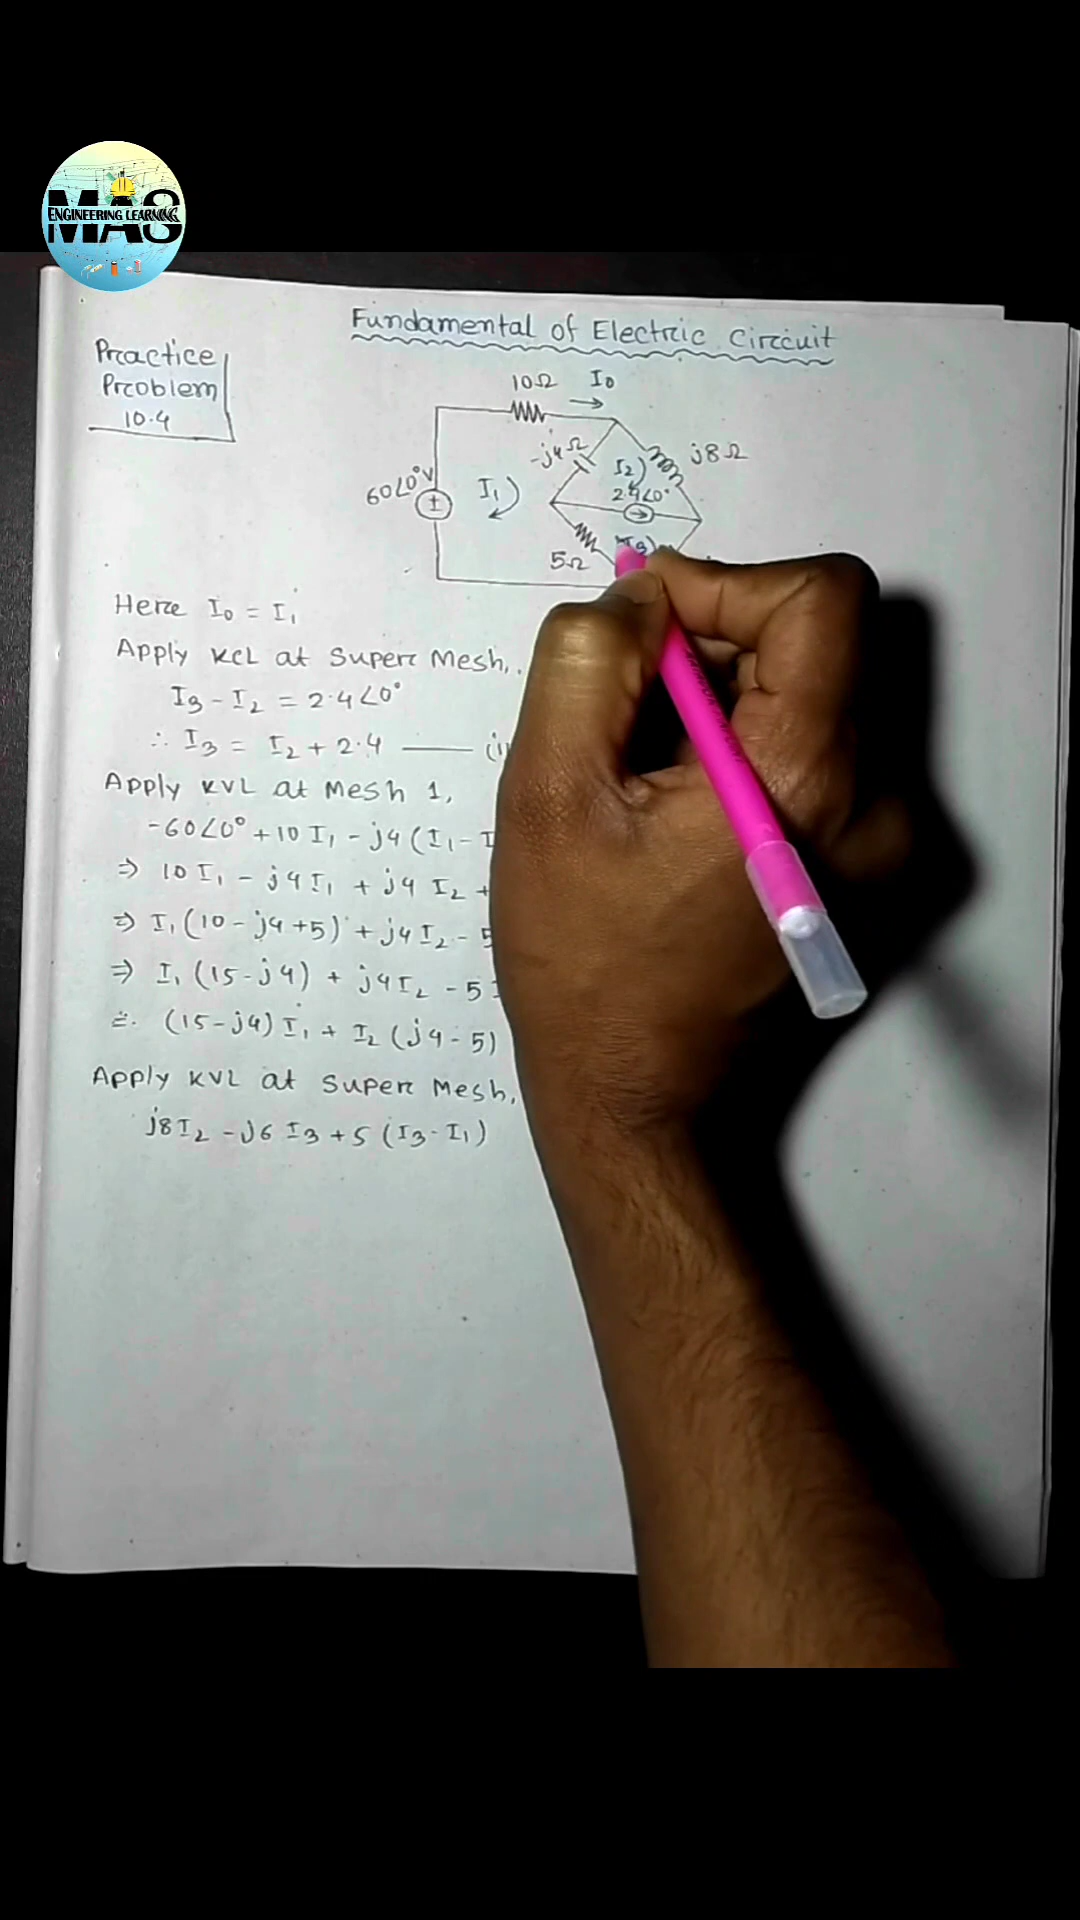 MAS
ENGINEERING LEARNING
Fundamental of Electric Circuit
Practice
Problem
10.4
10Ω I₀
-j4Ω
j8Ω
I₂
2.4∠0°
60∠0°V
I₁
I₃
5Ω
Here I₀ = I₁
Apply KCL at Super Mesh,
I₃ - I₂ = 2.4∠0°
∴ I₃ = I₂ + 2.4 —— (i)
Apply KVL at Mesh 1,
-60∠0° + 10 I₁ - j4 (I₁ -
⇒ 10 I₁ - j4 I₁ + j4 I₂ +
⇒ I₁ (10 - j4 + 5) + j4 I₂ - 5
⇒ I₁ (15 - j4) + j4 I₂ - 5
∴ (15 - j4) I₁ + I₂ (j4 - 5)
Apply KVL at Super Mesh,
j8 I₂ - j6 I₃ + 5 (I₃ - I₁)